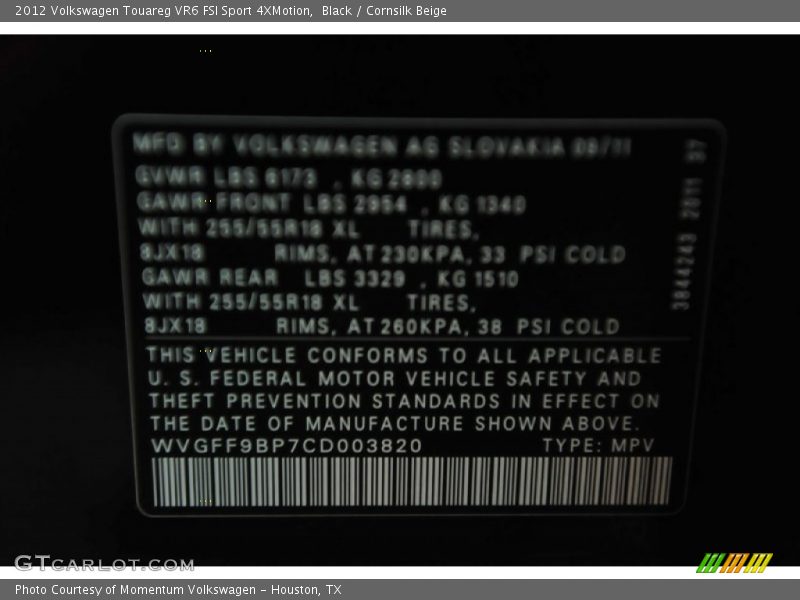 2012 Volkswagen Touareg VR6 FSI Sport 4XMotion,  Black / Cornsilk Beige
MFD BY VOLKSWAGEN AG SLOVAKIA 09/11
GVWR LBS 6173 , KG 2800
GAWR FRONT LBS 2954 , KG 1340
WITH 255/55R18 XL TIRES,
8JX18 RIMS, AT 230KPA, 33 PSI COLD
GAWR REAR LBS 3329 , KG 1510
WITH 255/55R18 XL TIRES,
8JX18 RIMS, AT 260KPA, 38 PSI COLD
3844243 2011 37
THIS VEHICLE CONFORMS TO ALL APPLICABLE
U. S. FEDERAL MOTOR VEHICLE SAFETY AND
THEFT PREVENTION STANDARDS IN EFFECT ON
THE DATE OF MANUFACTURE SHOWN ABOVE.
WVGFF9BP7CD003820 TYPE: MPV
GTCARLOT.COM
Photo Courtesy of Momentum Volkswagen - Houston, TX